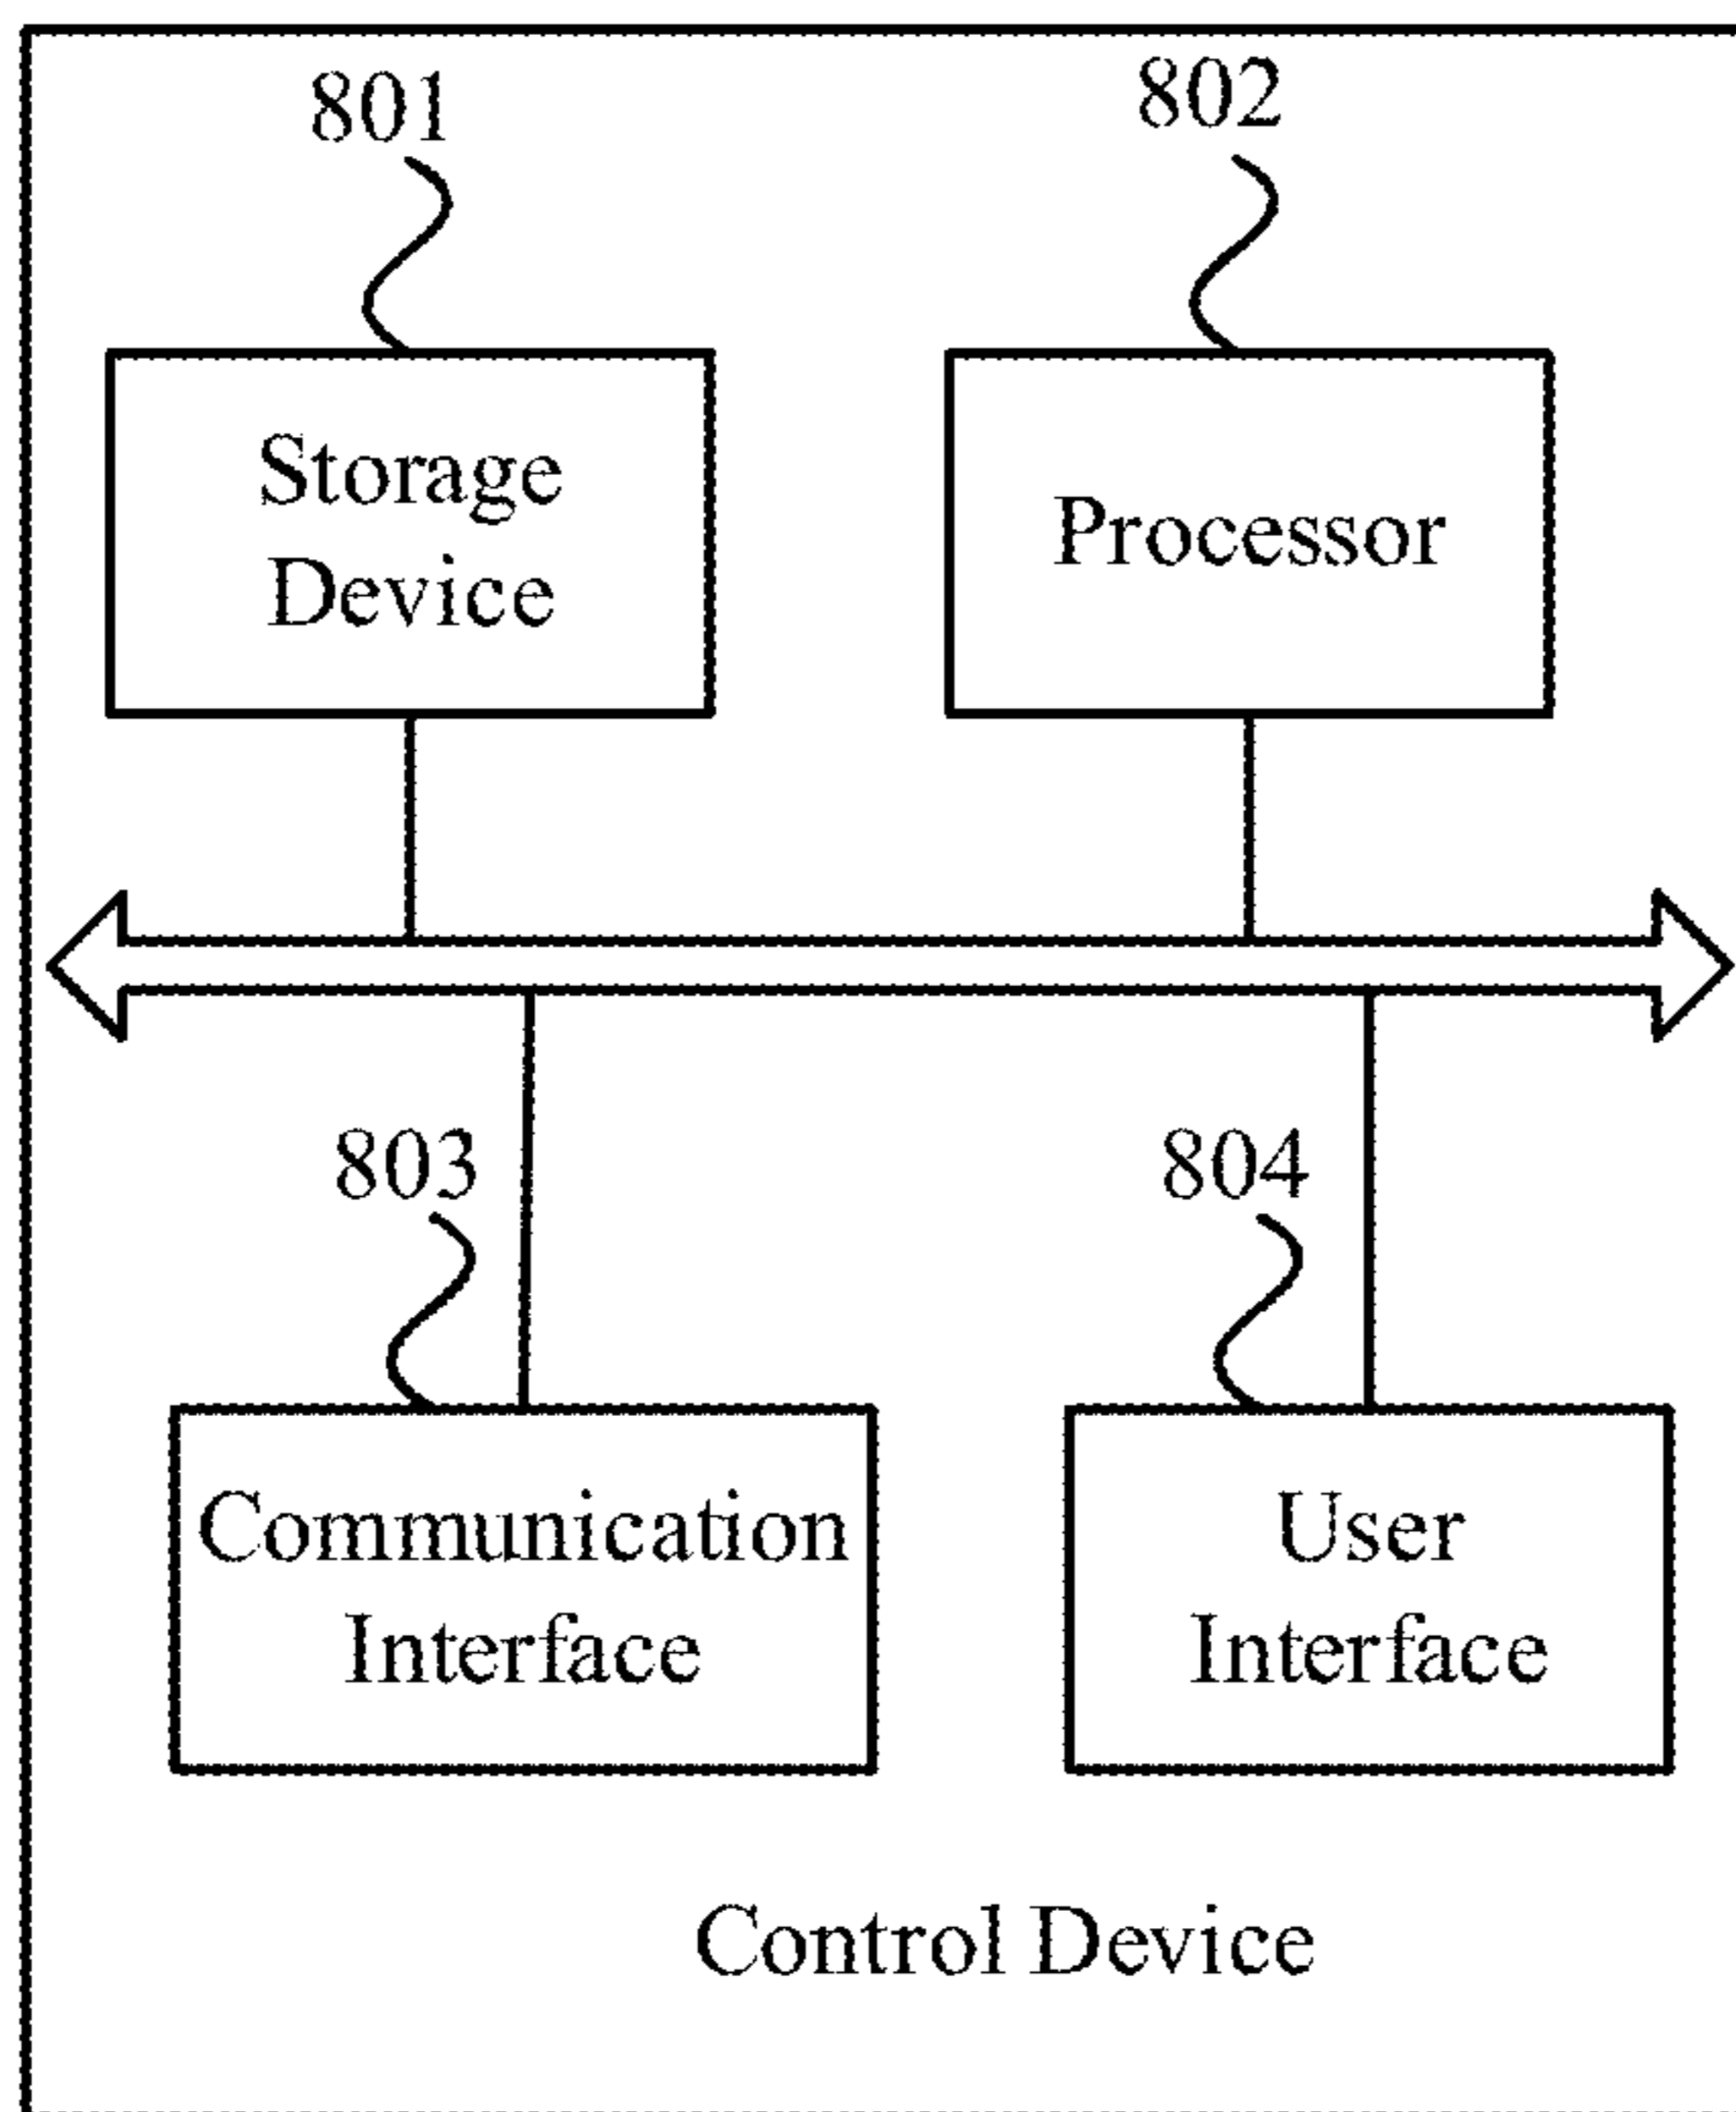 801
802
Storage
Device
Processor
803
804
Communication
Interface
User
Interface
Control Device